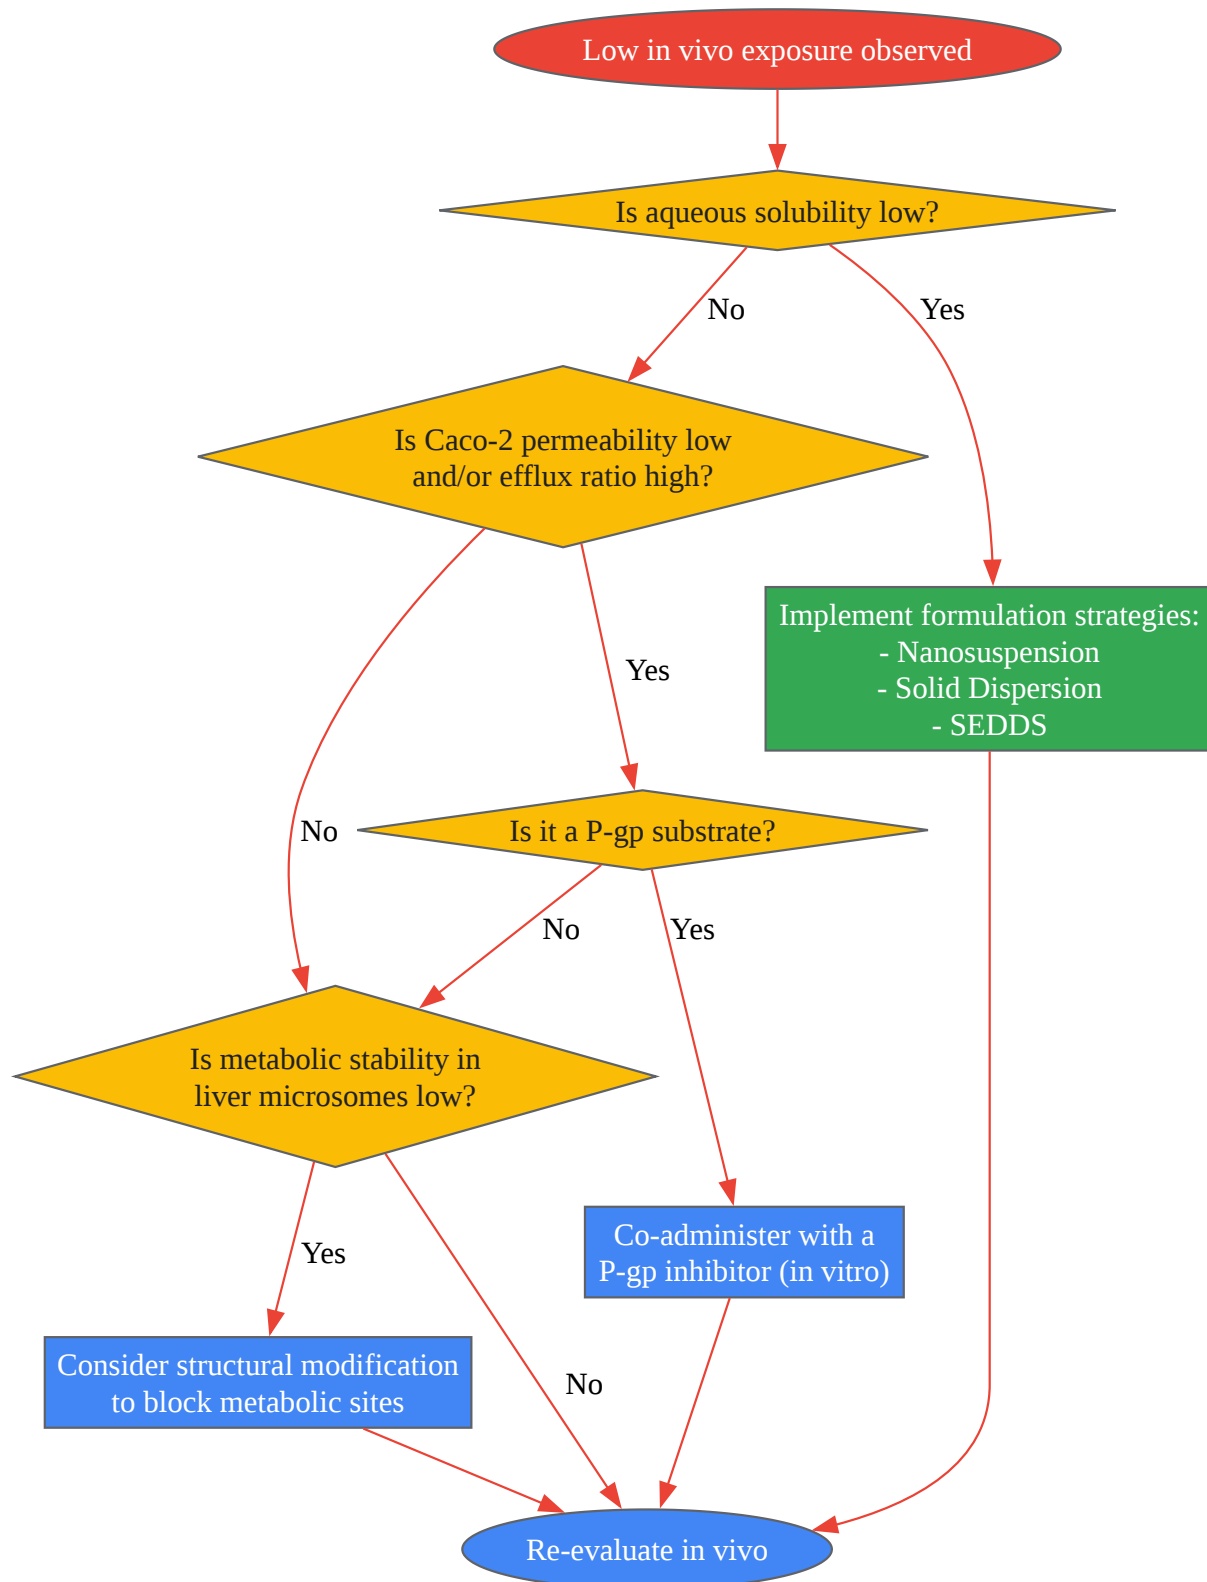 Low in vivo exposure observed
Is aqueous solubility low?
No
Yes
Is Caco-2 permeability low
and/or efflux ratio high?
Implement formulation strategies:
- Nanosuspension
- Solid Dispersion
- SEDDS
Yes
No
Is it a P-gp substrate?
No
Yes
Is metabolic stability in
liver microsomes low?
Co-administer with a
P-gp inhibitor (in vitro)
Yes
Consider structural modification
to block metabolic sites
No
Re-evaluate in vivo